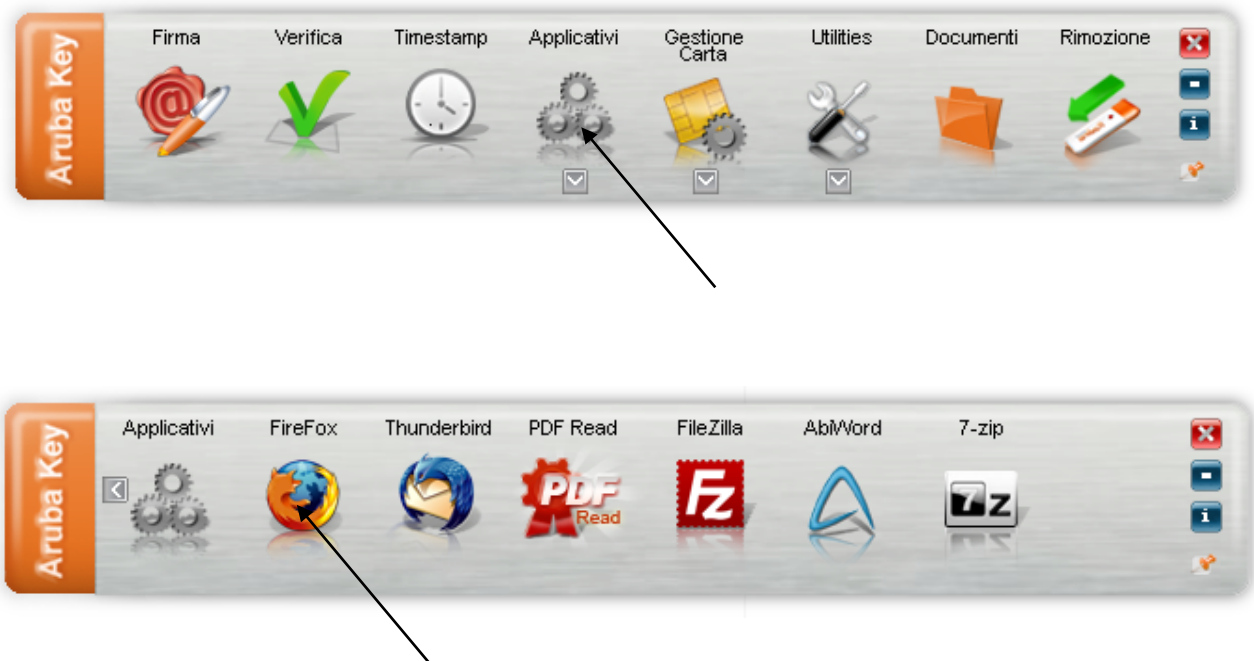 Aruba Key
Firma
Verifica
Timestamp
Applicativi
Gestione
Carta
Utilities
Documenti
Rimozione
@
i
Aruba Key
Applicativi
FireFox
Thunderbird
PDF Read
FileZilla
AbiWord
7-zip
PDF
Read
Fz
7 z
i